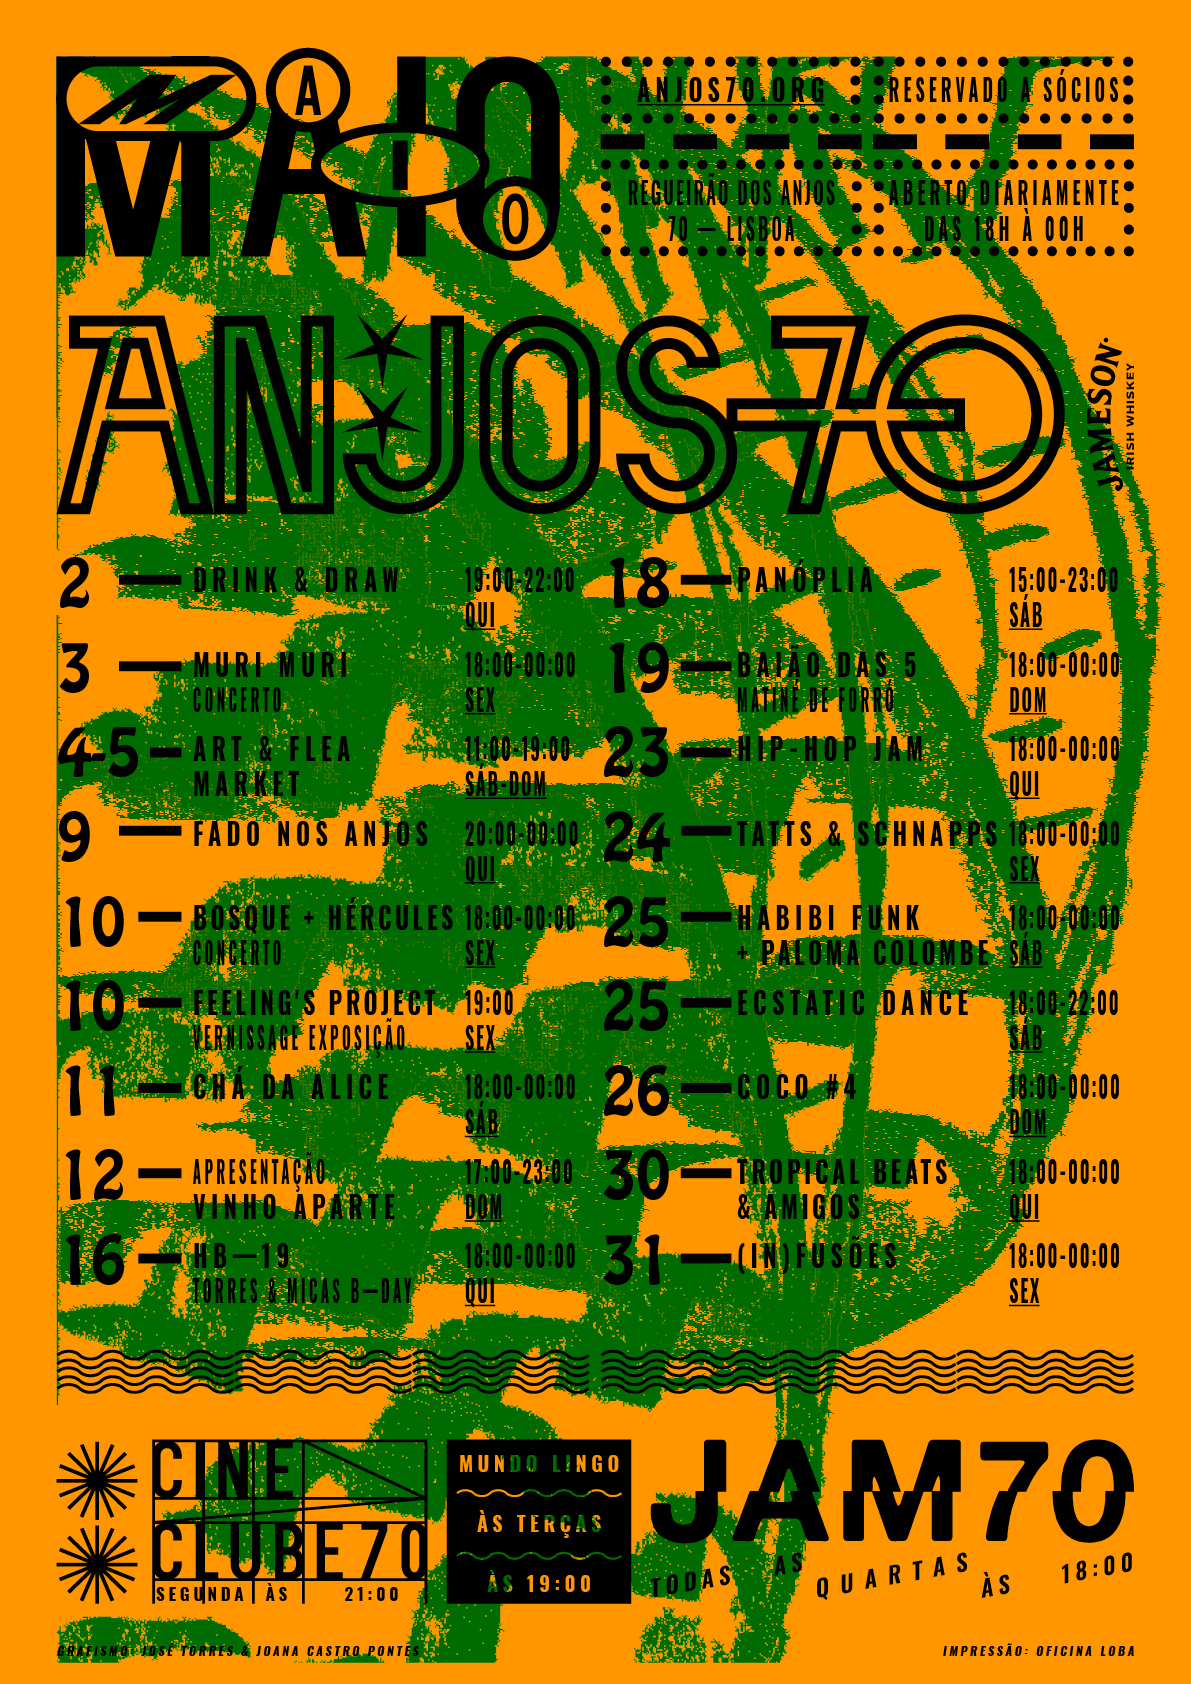 MAIO
M
A
I
O
ANJOS70.ORG
RESERVADO A SÓCIOS
REGUEIRÃO DOS ANJOS
70 — LISBOA
ABERTO DIARIAMENTE
DAS 18H À 00H
ANJOS70
JAMESON.
IRISH WHISKEY
2 — DRINK & DRAW 19:00-22:00
QUI
3 — MURI MURI 18:00-00:00
CONCERTO SEX
4-5 — ART & FLEA 11:00-19:00
MARKET SÁB-DOM
9 — FADO NOS ANJOS 20:00-00:00
QUI
10 — BOSQUE + HÉRCULES 18:00-00:00
CONCERTO SEX
10 — FEELING'S PROJECT 19:00
VERNISSAGE EXPOSIÇÃO SEX
11 — CHÁ DA ALICE 18:00-00:00
SÁB
12 — APRESENTAÇÃO 17:00-23:00
VINHO APARTE DOM
16 — HB—19 18:00-00:00
TORRES & MICAS B—DAY QUI
18 — PANÓPLIA 15:00-23:00
SÁB
19 — BAIÃO DAS 5 18:00-00:00
MATINÉ DE FORRÓ DOM
23 — HIP-HOP JAM 18:00-00:00
QUI
24 — TATTS & SCHNAPPS 18:00-00:00
SEX
25 — HABIBI FUNK 18:00-00:00
+ PALOMA COLOMBE SÁB
25 — ECSTATIC DANCE 18:00-22:00
SÁB
26 — COCO #4 18:00-00:00
DOM
30 — TROPICAL BEATS 18:00-00:00
& AMIGOS QUI
31 — (IN)FUSÕES 18:00-00:00
SEX
CINE
CLUBE70
SEGUNDA ÀS 21:00
MUNDO LINGO
ÀS TERÇAS
ÀS 19:00
JAM70
TODAS AS QUARTAS ÀS 18:00
GRAFISMO: JOSÉ TORRES & JOANA CASTRO PONTES
IMPRESSÃO: OFICINA LOBA